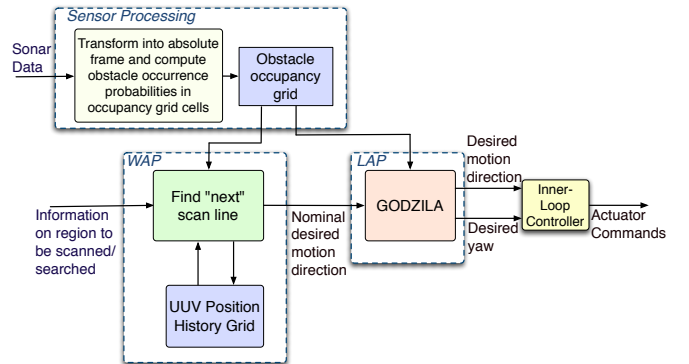 Sensor Processing
Sonar
Data
Transform into absolute
frame and compute
obstacle occurrence
probabilities in
occupancy grid cells
Obstacle
occupancy
grid
WAP
LAP
Find "next"
scan line
GODZILA
Desired
motion
direction
Inner-
Loop
Controller
Actuator
Commands
Information
on region to
be scanned/
searched
Nominal
desired
motion
direction
Desired
yaw
UUV Position
History Grid